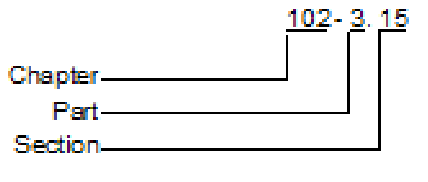 102- 3. 15
Chapter
Part
Section